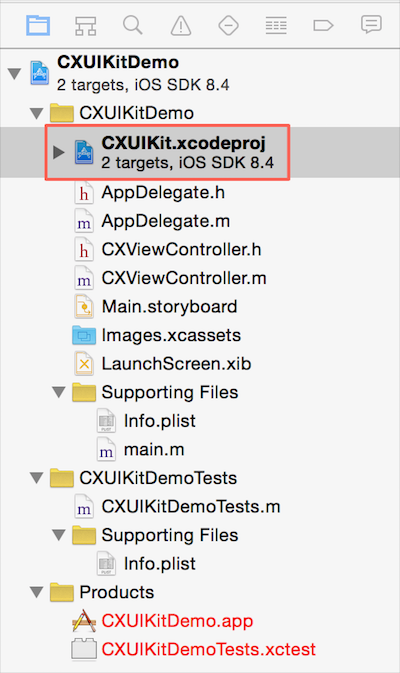 CXUIKitDemo
2 targets, iOS SDK 8.4
CXUIKitDemo
CXUIKit.xcodeproj
2 targets, iOS SDK 8.4
h AppDelegate.h
m AppDelegate.m
h CXViewController.h
m CXViewController.m
Main.storyboard
Images.xcassets
LaunchScreen.xib
Supporting Files
Info.plist
m main.m
CXUIKitDemoTests
m CXUIKitDemoTests.m
Supporting Files
Info.plist
Products
CXUIKitDemo.app
CXUIKitDemoTests.xctest